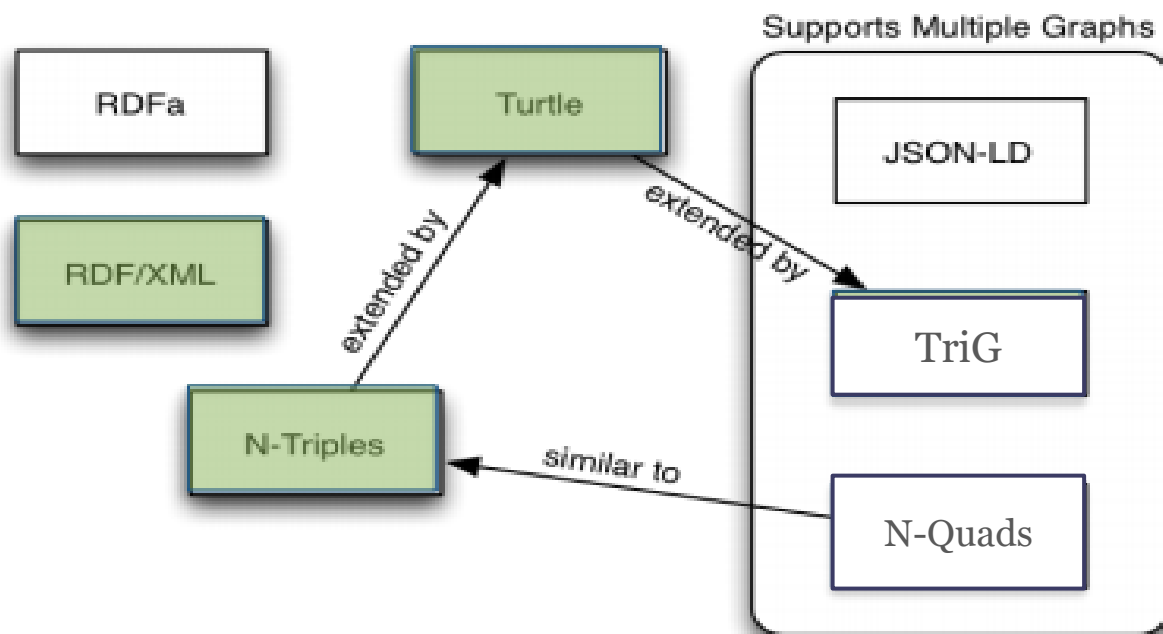 Supports Multiple Graphs
RDFa
Turtle
JSON-LD
extended by
extended by
RDF/XML
TriG
N-Triples
similar to
N-Quads